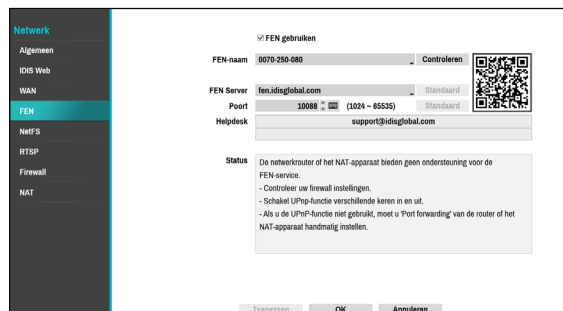 Netwerk
Algemeen
IDIS Web
WAN
FEN
NetFS
RTSP
Firewall
NAT
FEN gebruiken
FEN-naam 0070-250-080 Controleren
FEN Server fen.idisglobal.com Standaard
Poort 10088 (1024 ~ 65535) Standaard
Helpdesk support@idisglobal.com
Status De netwerkrouter of het NAT-apparaat bieden geen ondersteuning voor de
FEN-service.
- Controleer uw firewall instellingen.
- Schakel UPnp-functie verschillende keren in en uit.
- Als u de UPnP-functie niet gebruikt, moet u 'Port forwarding' van de router of het
NAT-apparaat handmatig instellen.
Toepassen OK Annuleren